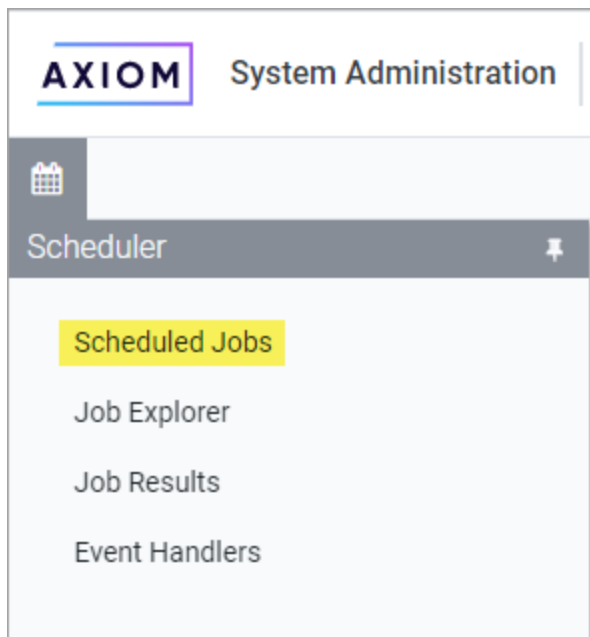 AXIOM System Administration
Scheduler
Scheduled Jobs
Job Explorer
Job Results
Event Handlers